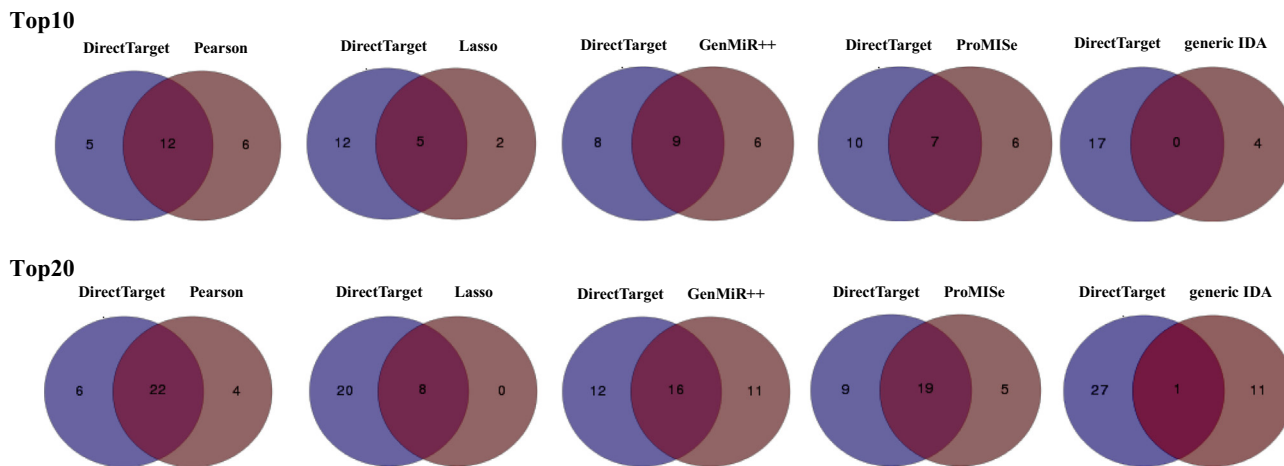 Top10
DirectTarget Pearson DirectTarget Lasso DirectTarget GenMiR++ DirectTarget ProMISe DirectTarget generic IDA
5 12 6 12 5 2 8 9 6 10 7 6 17 0 4
Top20
DirectTarget Pearson DirectTarget Lasso DirectTarget GenMiR++ DirectTarget ProMISe DirectTarget generic IDA
6 22 4 20 8 0 12 16 11 9 19 5 27 1 11